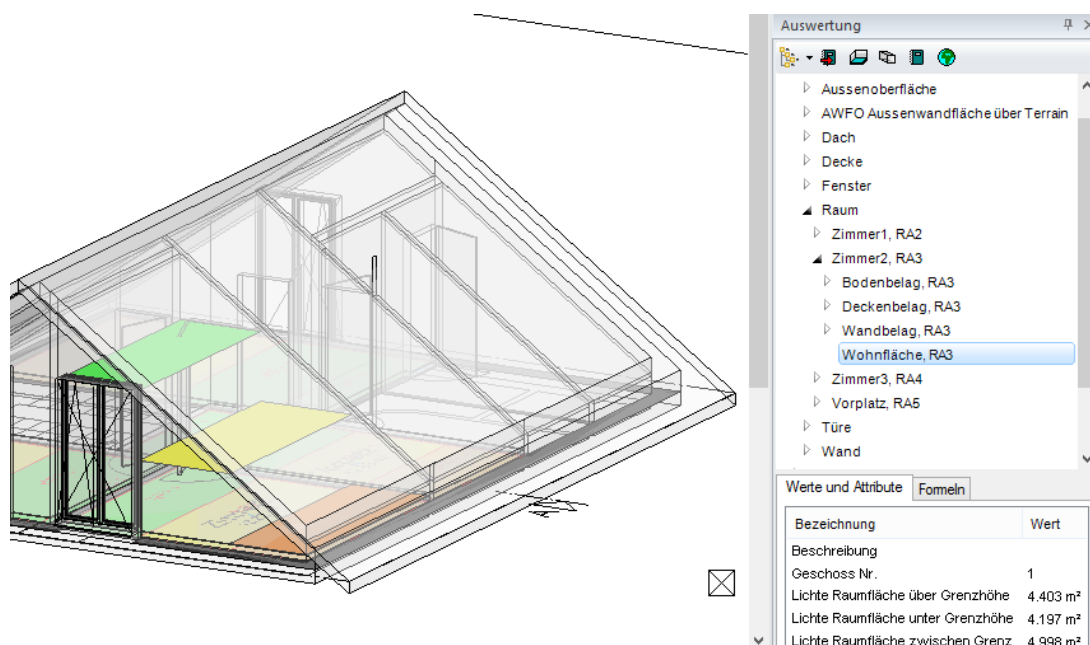 Auswertung
Aussenoberfläche
AWFO Aussenwandfläche über Terrain
Dach
Decke
Fenster
Raum
Zimmer1, RA2
Zimmer2, RA3
Bodenbelag, RA3
Deckenbelag, RA3
Wandbelag, RA3
Wohnfläche, RA3
Zimmer3, RA4
Vorplatz, RA5
Türe
Wand
Werte und Attribute Formeln
Bezeichnung Wert
Beschreibung
Geschoss Nr. 1
Lichte Raumfläche über Grenzhöhe 4.403 m²
Lichte Raumfläche unter Grenzhöhe 4.197 m²
Lichte Raumfläche zwischen Grenz 4.998 m²